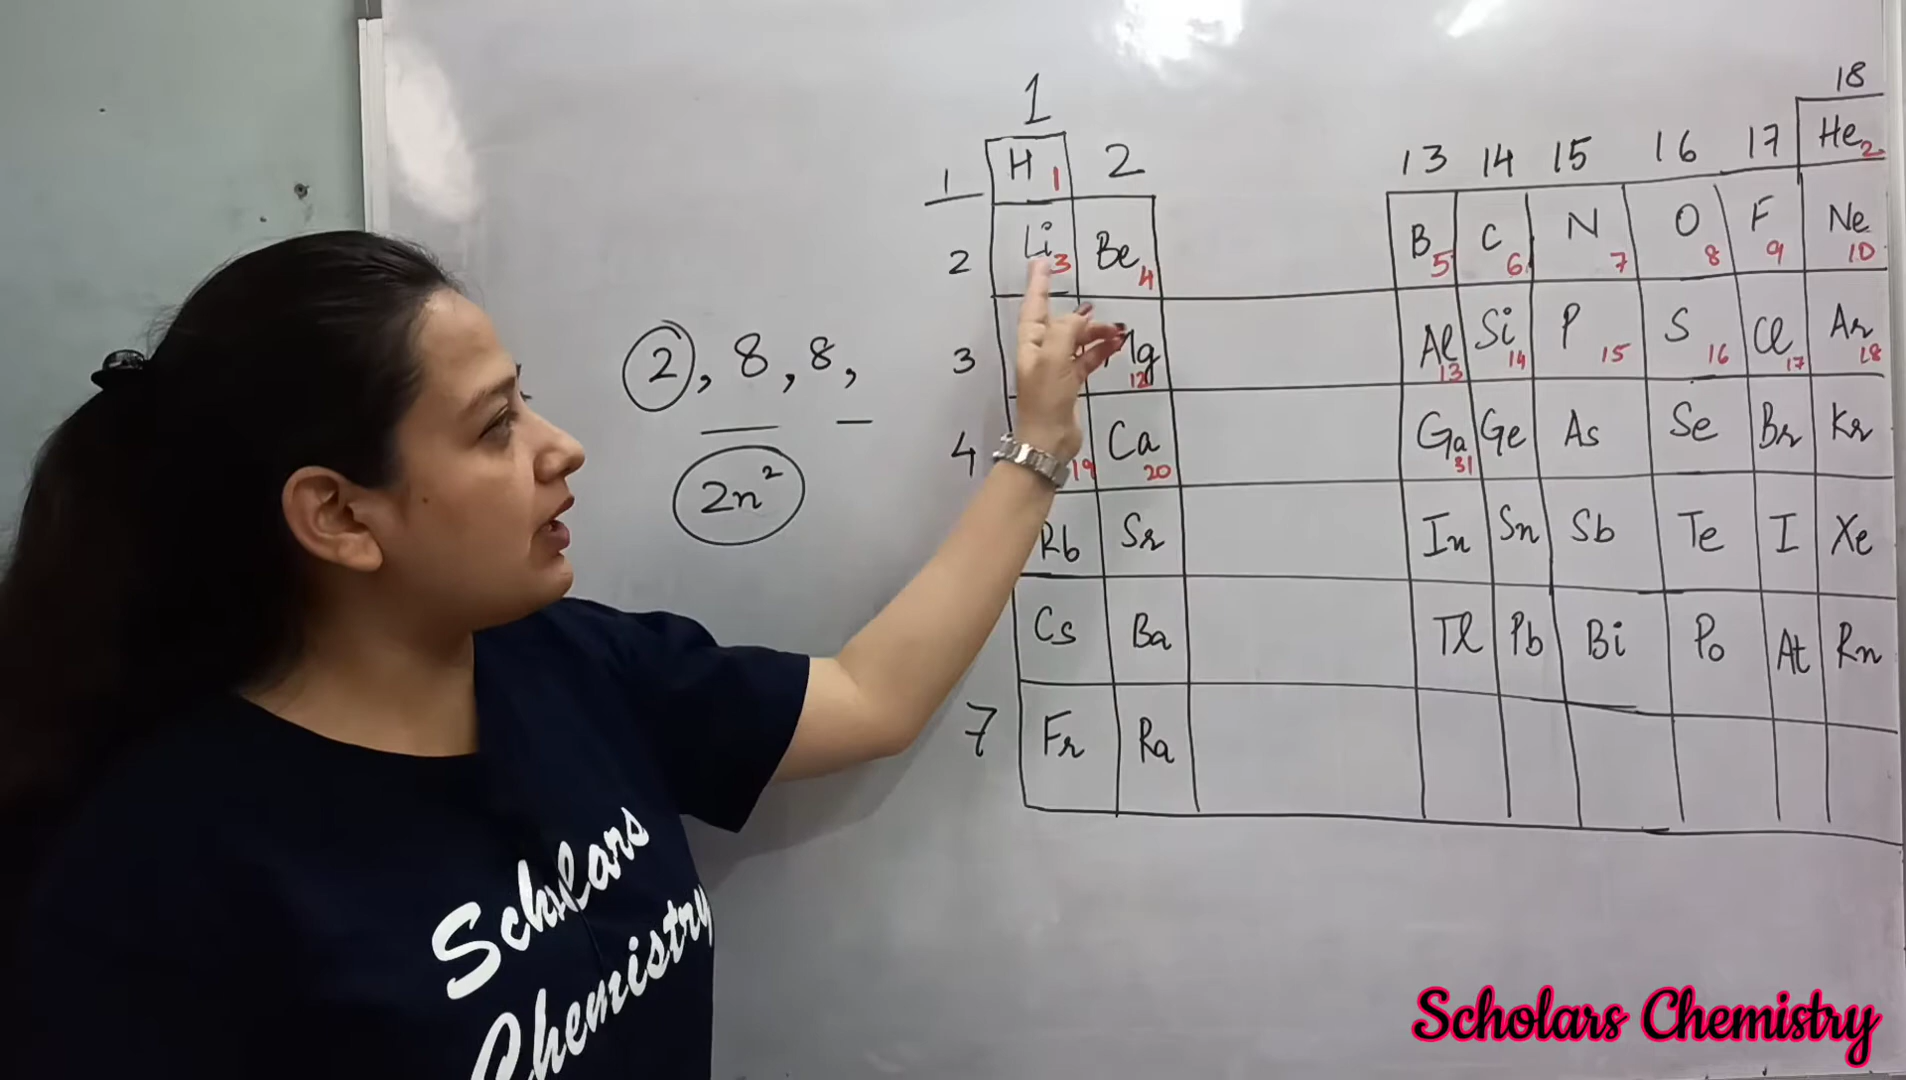 1 18
H 1 2 13 14 15 16 17 He 2
1
2 Li 3 Be 4 B 5 C 6 N 7 O 8 F 9 Ne 10
3 Mg 12 Al 13 Si 14 P 15 S 16 Cl 17 Ar 18
4 19 Ca 20 Ga 31 Ge As Se Br Kr
Rb Sr In Sn Sb Te I Xe
Cs Ba Tl Pb Bi Po At Rn
7 Fr Ra
2, 8, 8,
2n²
Scholars
Chemistry
Scholars Chemistry